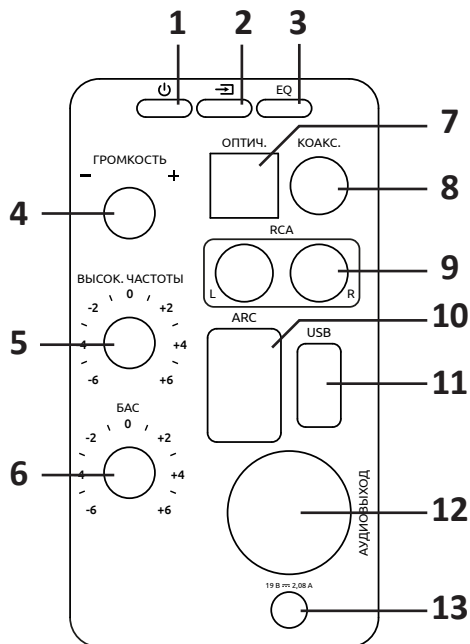 1 2 3
EQ
ОПТИЧ. КОАКС.
7
ГРОМКОСТЬ
− +
8
4
RCA
L R
9
ВЫСОК. ЧАСТОТЫ
0
-2 +2
-4 +4
-6 +6
5
ARC
10
USB
11
БАС
0
-2 +2
-4 +4
-6 +6
6
АУДИОВЫХОД
12
19 В ⎓ 2,08 А
13